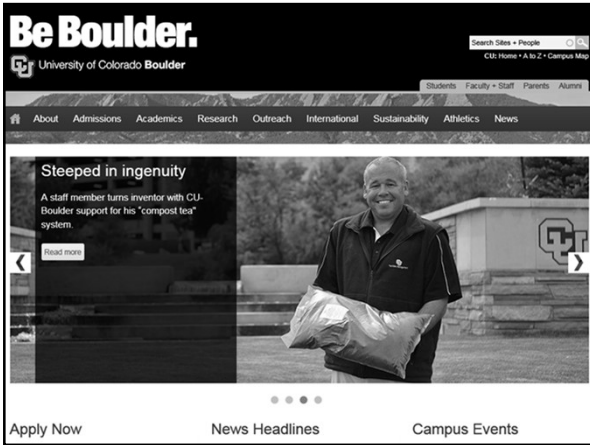 Be Boulder.
CU University of Colorado Boulder
Search Sites + People
CU: Home • A to Z • Campus Map
Students Faculty + Staff Parents Alumni
About Admissions Academics Research Outreach International Sustainability Athletics News
Steeped in ingenuity
A staff member turns inventor with CU-
Boulder support for his "compost tea"
system.
Read more
CU
Apply Now News Headlines Campus Events